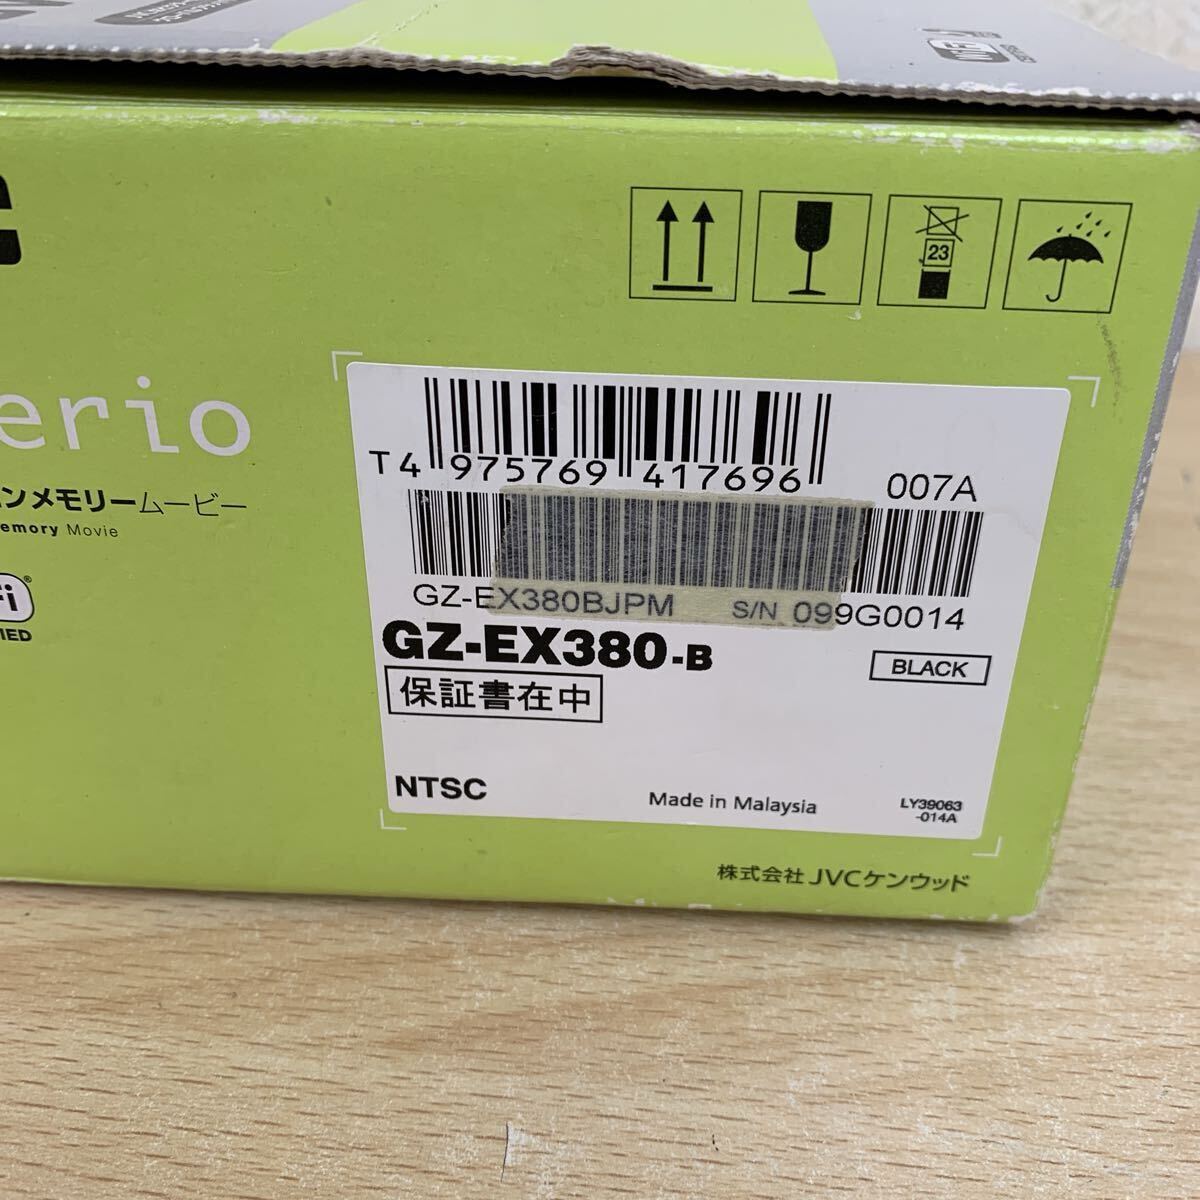 C
23
erio
ンメモリームービー
emory Movie
Fi
T4 975769 417696
007A
GZ-EX380BJPM S/N 099G0014
GZ-EX380-B
BLACK
保証書在中
NTSC
Made in Malaysia
LY39063
-014A
株式会社JVCケンウッド